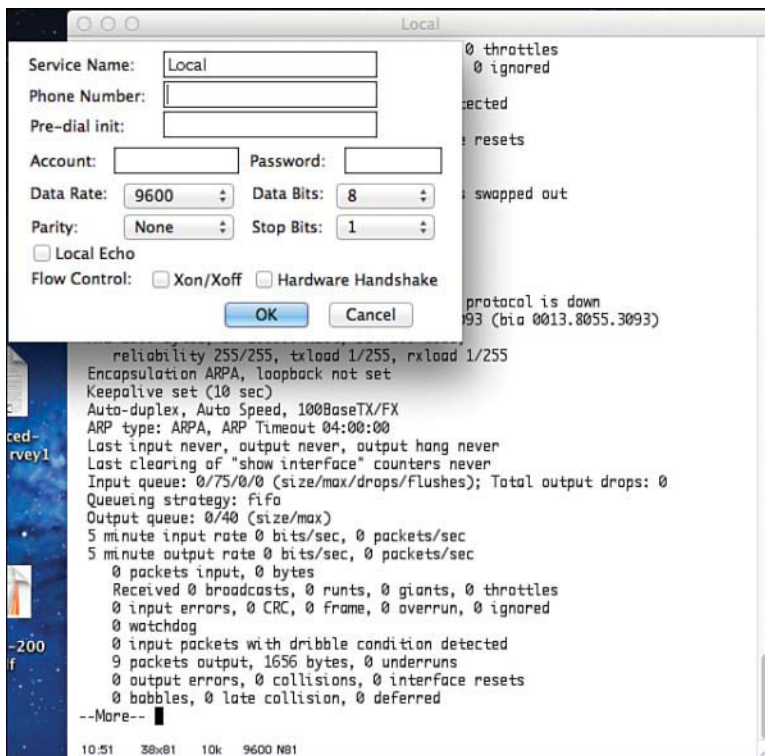 Local
0 throttles
Service Name: Local
0 ignored
Phone Number:
ected
Pre-dial init:
resets
Account: Password:
Data Rate: 9600 Data Bits: 8
s swapped out
Parity: None Stop Bits: 1
Local Echo
Flow Control: Xon/Xoff Hardware Handshake
protocol is down
OK Cancel
93 (bia 0013.8055.3093)
reliability 255/255, txload 1/255, rxload 1/255
Encapsulation ARPA, loopback not set
Keepalive set (10 sec)
Auto-duplex, Auto Speed, 100BaseTX/FX
ARP type: ARPA, ARP Timeout 04:00:00
ced-
Last input never, output never, output hang never
rvey1
Last clearing of "show interface" counters never
Input queue: 0/75/0/0 (size/max/drops/flushes); Total output drops: 0
Queueing strategy: fifo
Output queue: 0/40 (size/max)
5 minute input rate 0 bits/sec, 0 packets/sec
5 minute output rate 0 bits/sec, 0 packets/sec
0 packets input, 0 bytes
Received 0 broadcasts, 0 runts, 0 giants, 0 throttles
0 input errors, 0 CRC, 0 frame, 0 overrun, 0 ignored
0 watchdog
-200
0 input packets with dribble condition detected
lf
9 packets output, 1656 bytes, 0 underruns
0 output errors, 0 collisions, 0 interface resets
0 babbles, 0 late collision, 0 deferred
--More--
10:51 38x81 10k 9600 N81